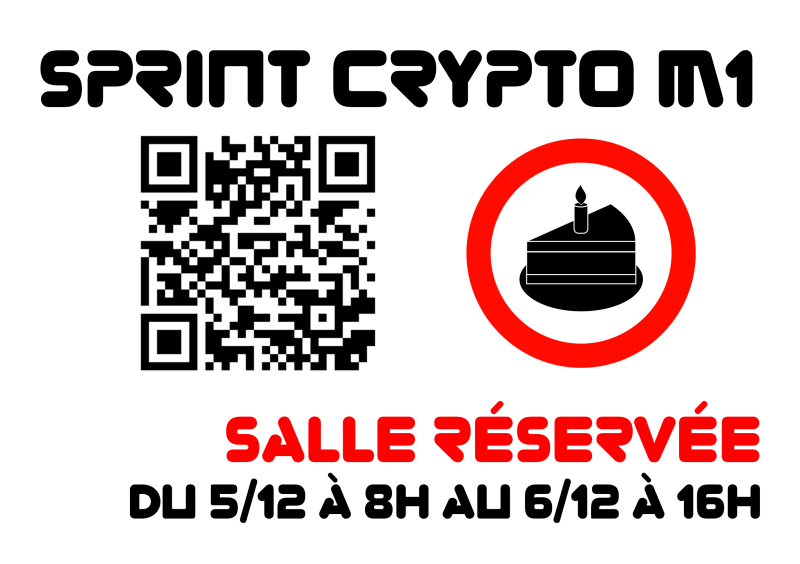 SPRINT CRYPTO M1
SALLE RÉSERVÉE
DU 5/12 À 8H AU 6/12 À 16H